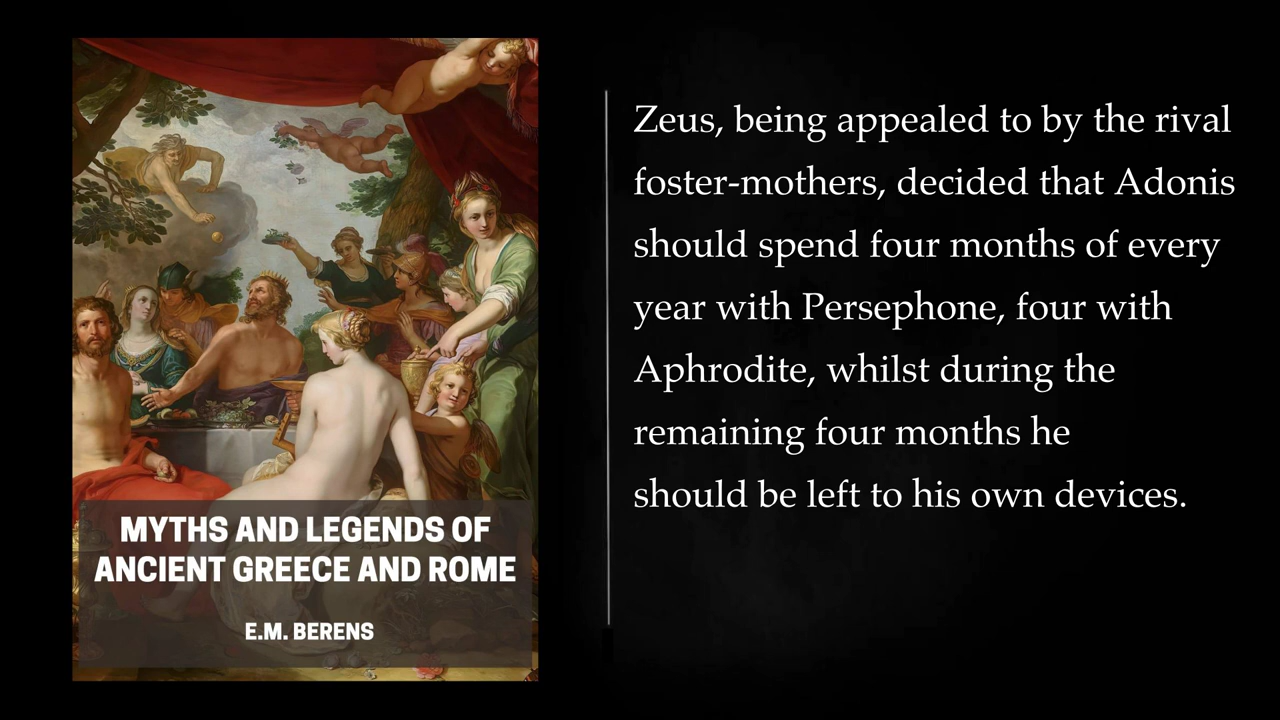 MYTHS AND LEGENDS OF
ANCIENT GREECE AND ROME
E.M. BERENS
Zeus, being appealed to by the rival
foster-mothers, decided that Adonis
should spend four months of every
year with Persephone, four with
Aphrodite, whilst during the
remaining four months he
should be left to his own devices.